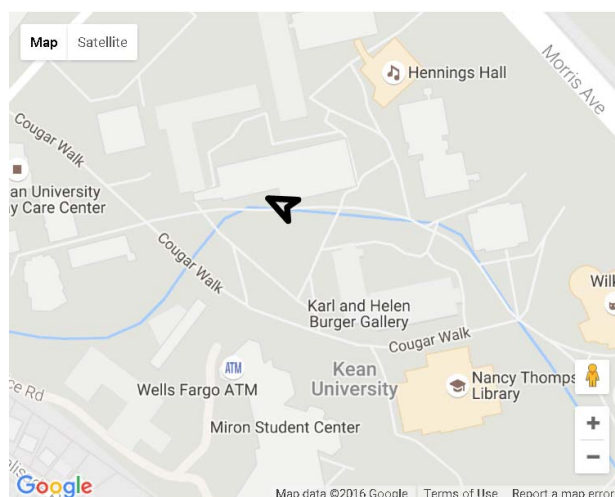 Map Satellite
Hennings Hall
Morris Ave
Cougar Walk
an University
y Care Center
Cougar Walk
Karl and Helen
Burger Gallery
Wilk
Cougar Walk
ATM
Wells Fargo ATM
Kean
University
Nancy Thomps
Library
ce Rd
Miron Student Center
+
−
Google
Map data ©2016 Google Terms of Use Report a map error